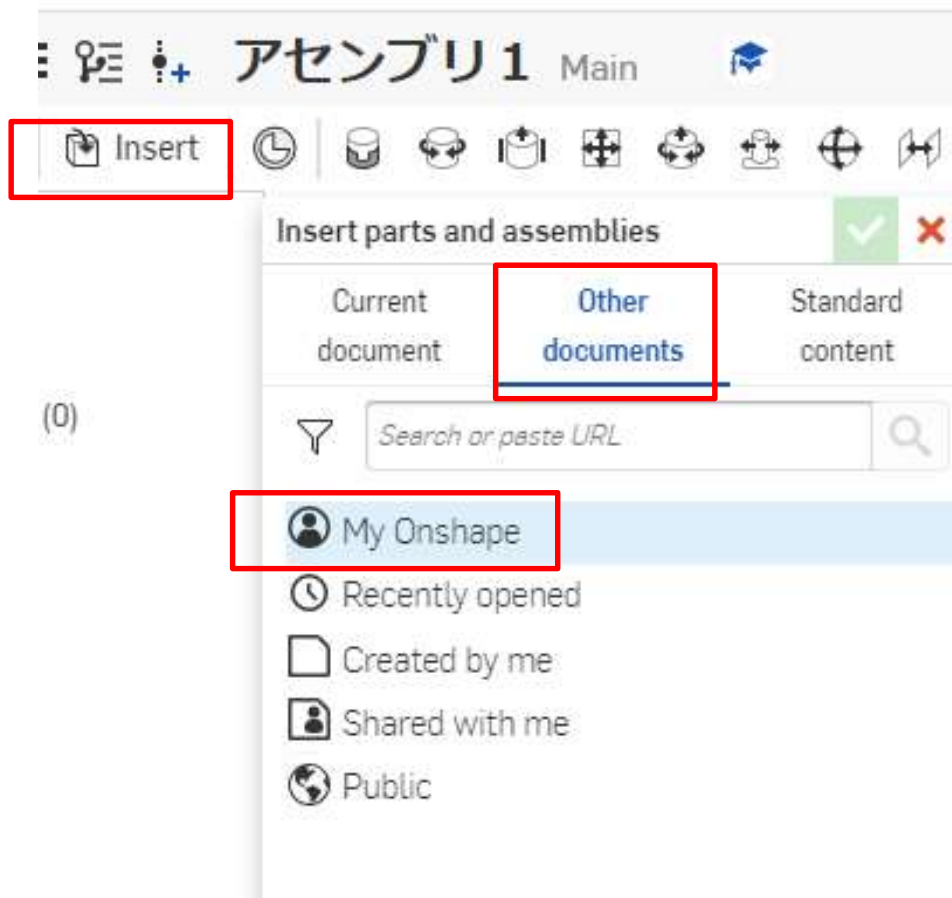 アセンブリ1 Main
Insert
Insert parts and assemblies
Current document
Other documents
Standard content
(0)
Search or paste URL
My Onshape
Recently opened
Created by me
Shared with me
Public